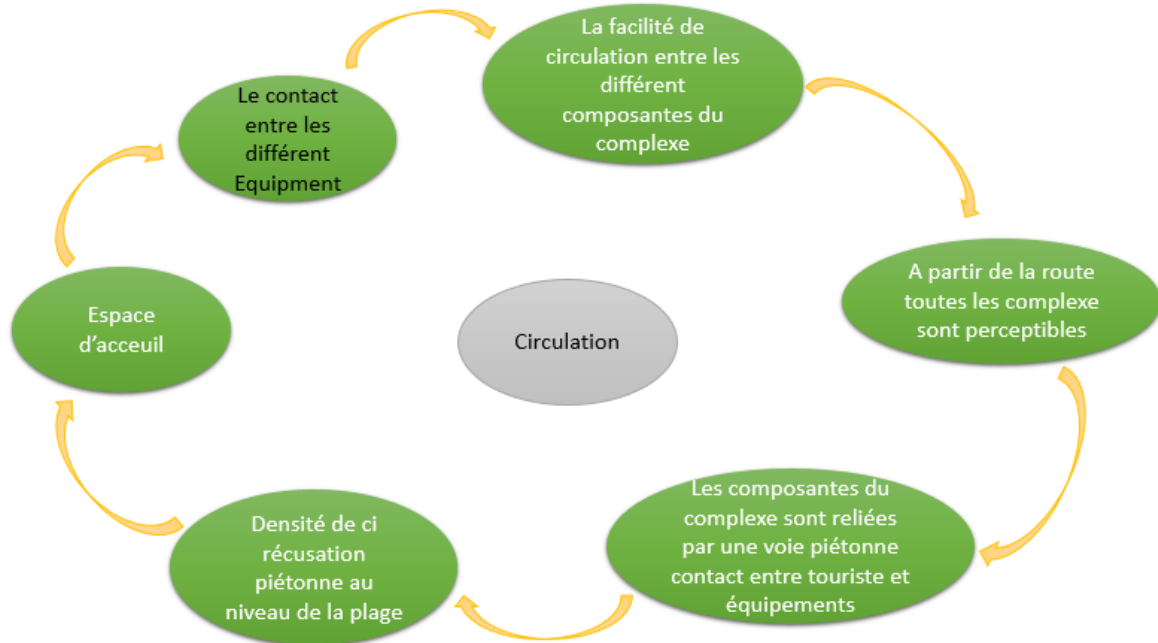 La facilité de
circulation entre les
différent
composantes du
complexe
Le contact
entre les
différent
Equipment
A partir de la route
toutes les complexe
sont perceptibles
Espace
d'acceuil
Circulation
Les composantes du
complexe sont reliées
par une voie piétonne
contact entre touriste et
équipements
Densité de ci
récusation
piétonne au
niveau de la plage